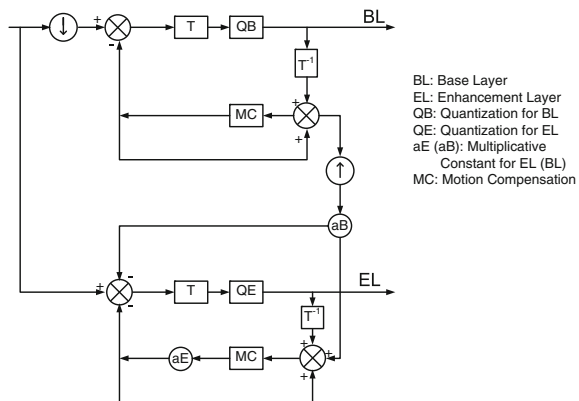 BL
↓
+
-
T
QB
T-1
+
+
MC
↑
aB
BL: Base Layer
EL: Enhancement Layer
QB: Quantization for BL
QE: Quantization for EL
aE (aB): Multiplicative
Constant for EL (BL)
MC: Motion Compensation
EL
+
-
-
T
QE
T-1
+
+
+
MC
aE